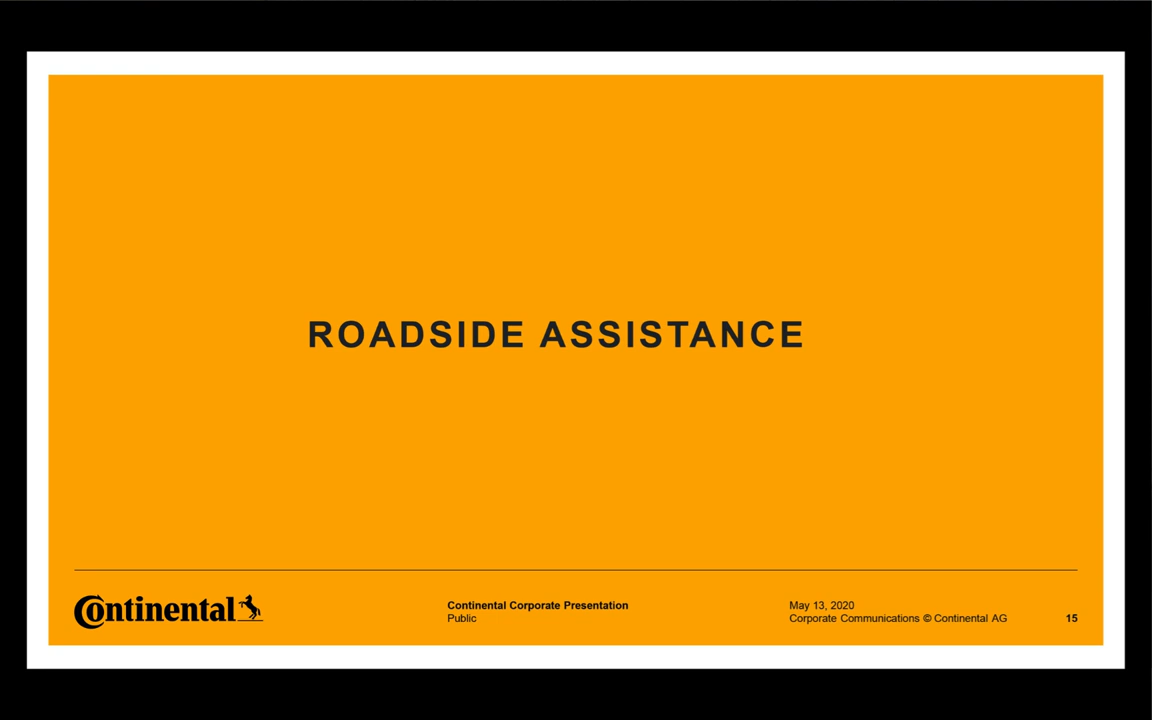 ROADSIDE ASSISTANCE
Continental
Continental Corporate Presentation
Public
May 13, 2020
Corporate Communications © Continental AG
15